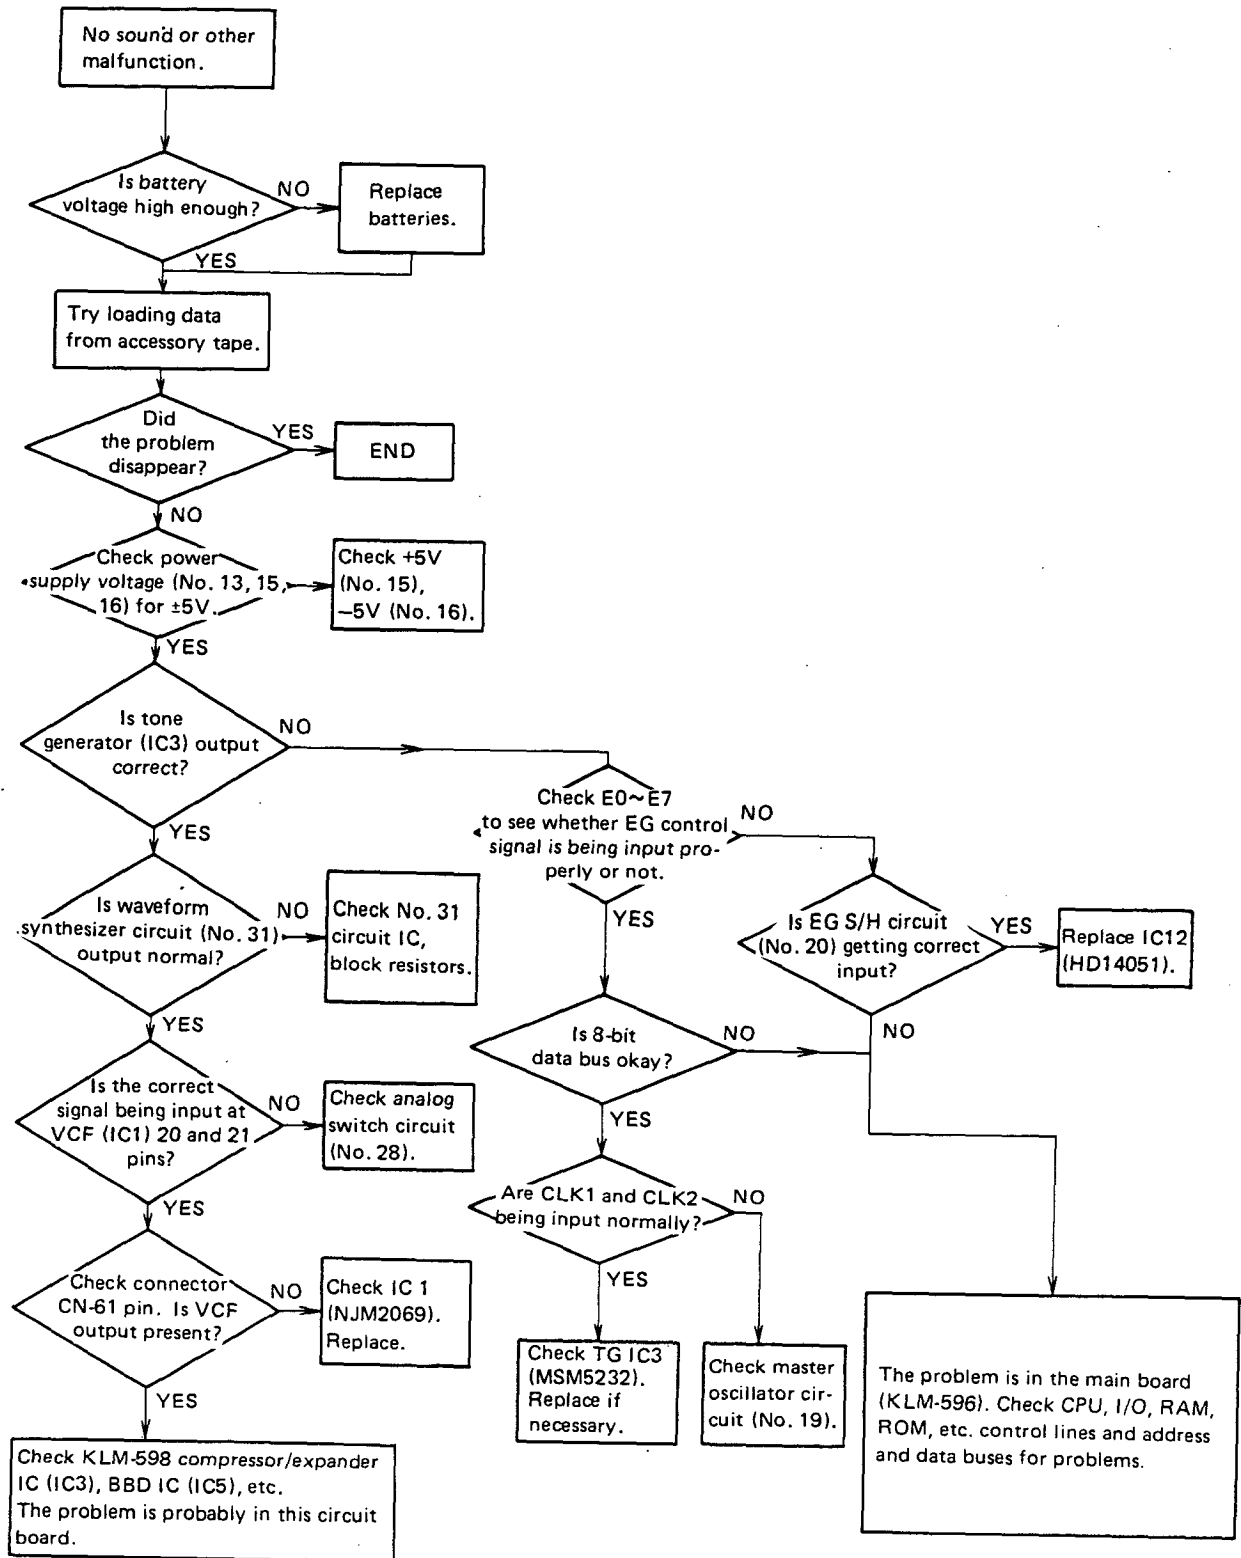 No sound or other
malfunction.
Is battery
voltage high enough?
NO
Replace
batteries.
YES
Try loading data
from accessory tape.
Did
the problem
disappear?
YES
END
NO
Check power
supply voltage (No. 13, 15,
16) for ±5V.
Check +5V
(No. 15),
−5V (No. 16).
YES
Is tone
generator (IC3) output
correct?
NO
YES
Check E0~E7
to see whether EG control
signal is being input pro-
perly or not.
NO
YES
Is waveform
synthesizer circuit (No. 31)
output normal?
NO
Check No. 31
circuit IC,
block resistors.
YES
Is EG S/H circuit
(No. 20) getting correct
input?
YES
Replace IC12
(HD14051).
NO
Is 8-bit
data bus okay?
NO
YES
Is the correct
signal being input at
VCF (IC1) 20 and 21
pins?
NO
Check analog
switch circuit
(No. 28).
YES
Are CLK1 and CLK2
being input normally?
NO
YES
Check connector
CN-61 pin. Is VCF
output present?
NO
Check IC 1
(NJM2069).
Replace.
YES
Check TG IC3
(MSM5232).
Replace if
necessary.
Check master
oscillator cir-
cuit (No. 19).
The problem is in the main board
(KLM-596). Check CPU, I/O, RAM,
ROM, etc. control lines and address
and data buses for problems.
Check KLM-598 compressor/expander
IC (IC3), BBD IC (IC5), etc.
The problem is probably in this circuit
board.